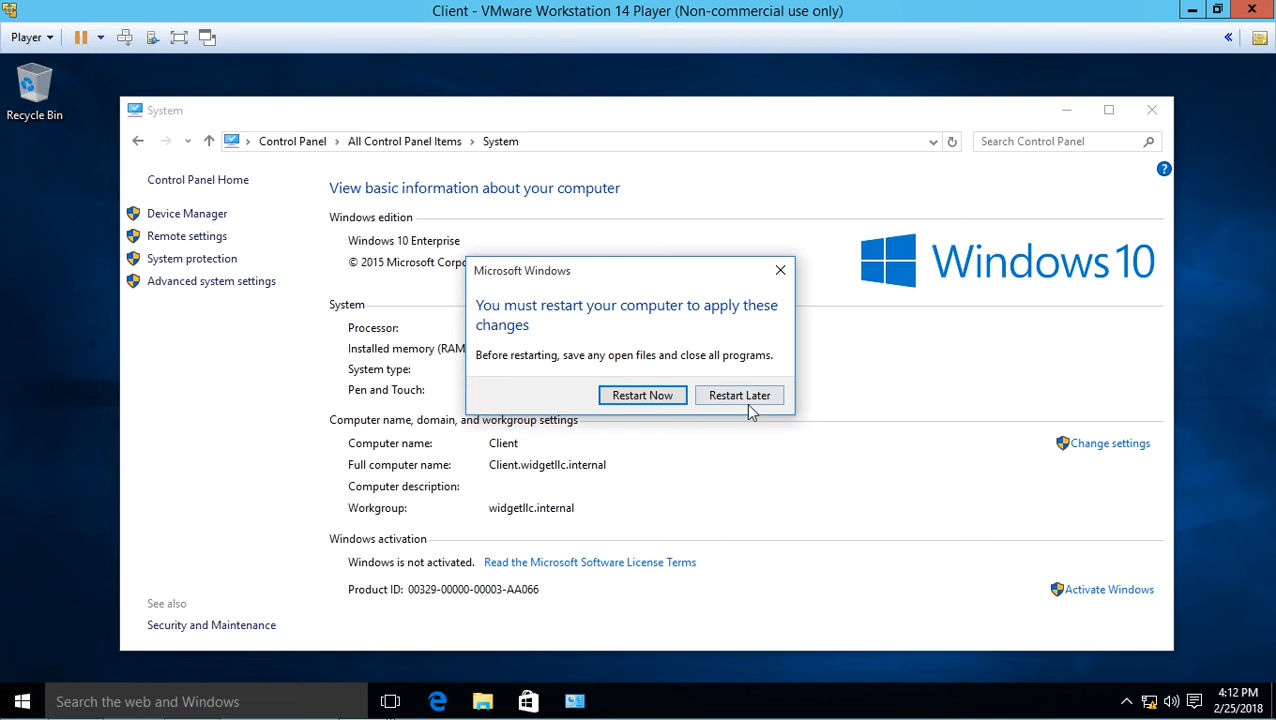 Client - VMware Workstation 14 Player (Non-commercial use only)
Player
Recycle Bin
System
Control Panel > All Control Panel Items > System
Search Control Panel
Control Panel Home
Device Manager
Remote settings
System protection
Advanced system settings
See also
Security and Maintenance
View basic information about your computer
Windows edition
Windows 10 Enterprise
© 2015 Microsoft Corpo
Windows 10
System
Processor:
Installed memory (RAM
System type:
Pen and Touch:
Microsoft Windows
You must restart your computer to apply these
changes
Before restarting, save any open files and close all programs.
Restart Now
Restart Later
Computer name, domain, and workgroup settings
Computer name: Client
Change settings
Full computer name: Client.widgetllc.internal
Computer description:
Workgroup: widgetllc.internal
Windows activation
Windows is not activated. Read the Microsoft Software License Terms
Product ID: 00329-00000-00003-AA066
Activate Windows
Search the web and Windows
4:12 PM
2/25/2018